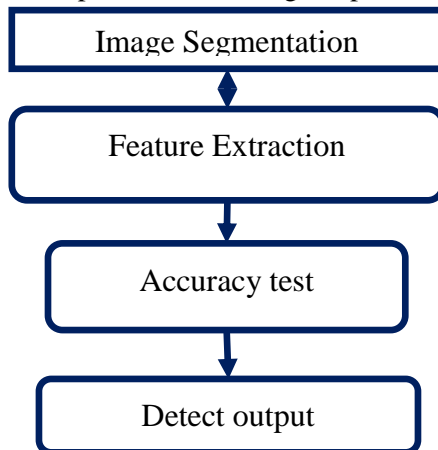 Image Segmentation
Feature Extraction
Accuracy test
Detect output